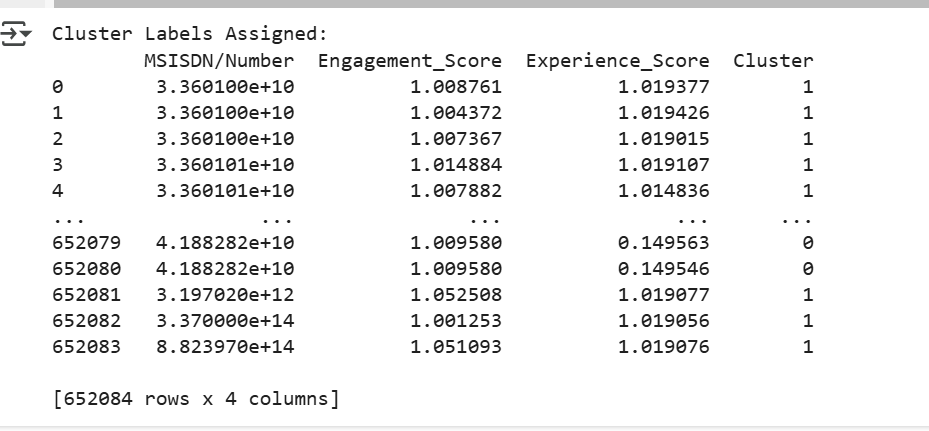 Cluster Labels Assigned:
MSISDN/Number Engagement_Score Experience_Score Cluster
0 3.360100e+10 1.008761 1.019377 1
1 3.360100e+10 1.004372 1.019426 1
2 3.360100e+10 1.007367 1.019015 1
3 3.360101e+10 1.014884 1.019107 1
4 3.360101e+10 1.007882 1.014836 1
... ... ... ... ...
652079 4.188282e+10 1.009580 0.149563 0
652080 4.188282e+10 1.009580 0.149546 0
652081 3.197020e+12 1.052508 1.019077 1
652082 3.370000e+14 1.001253 1.019056 1
652083 8.823970e+14 1.051093 1.019076 1
[652084 rows x 4 columns]